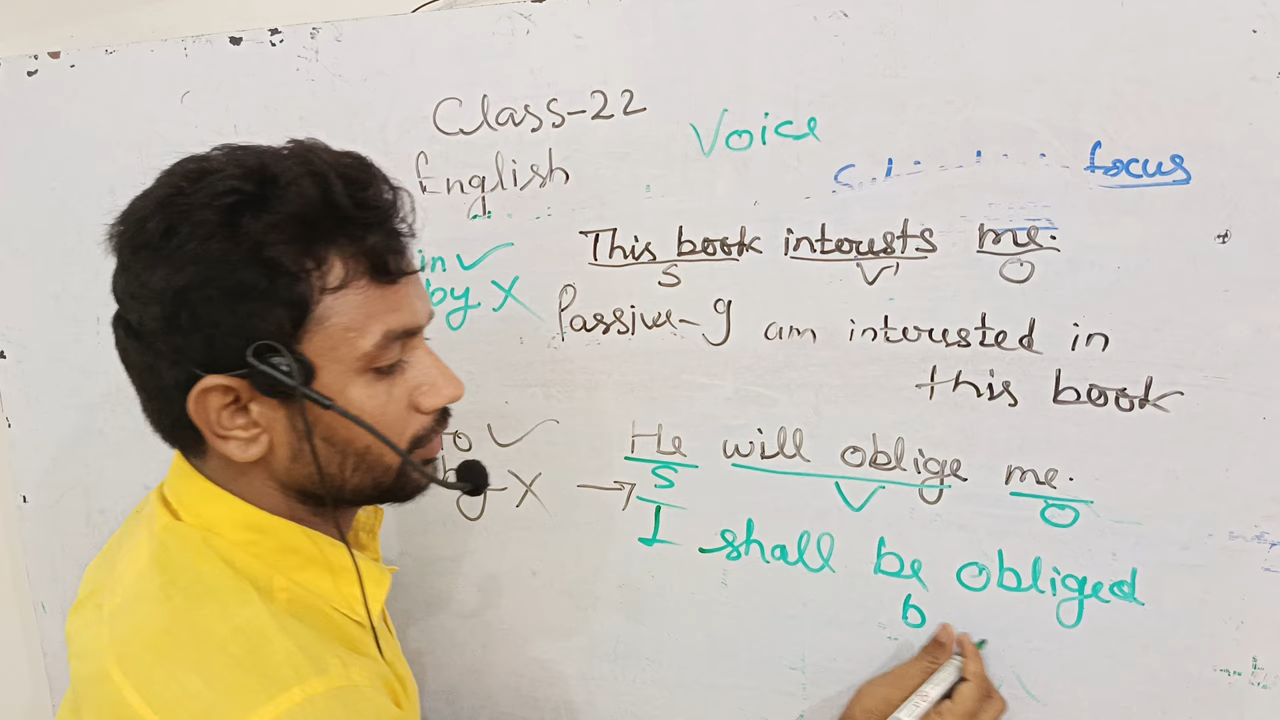 Class-22
Voice
English
focus
in ✓
by X
This book interests me.
S V O
Passive- I am interested in
this book
✓
X →
He will oblige me.
S V O
I shall be obliged
b